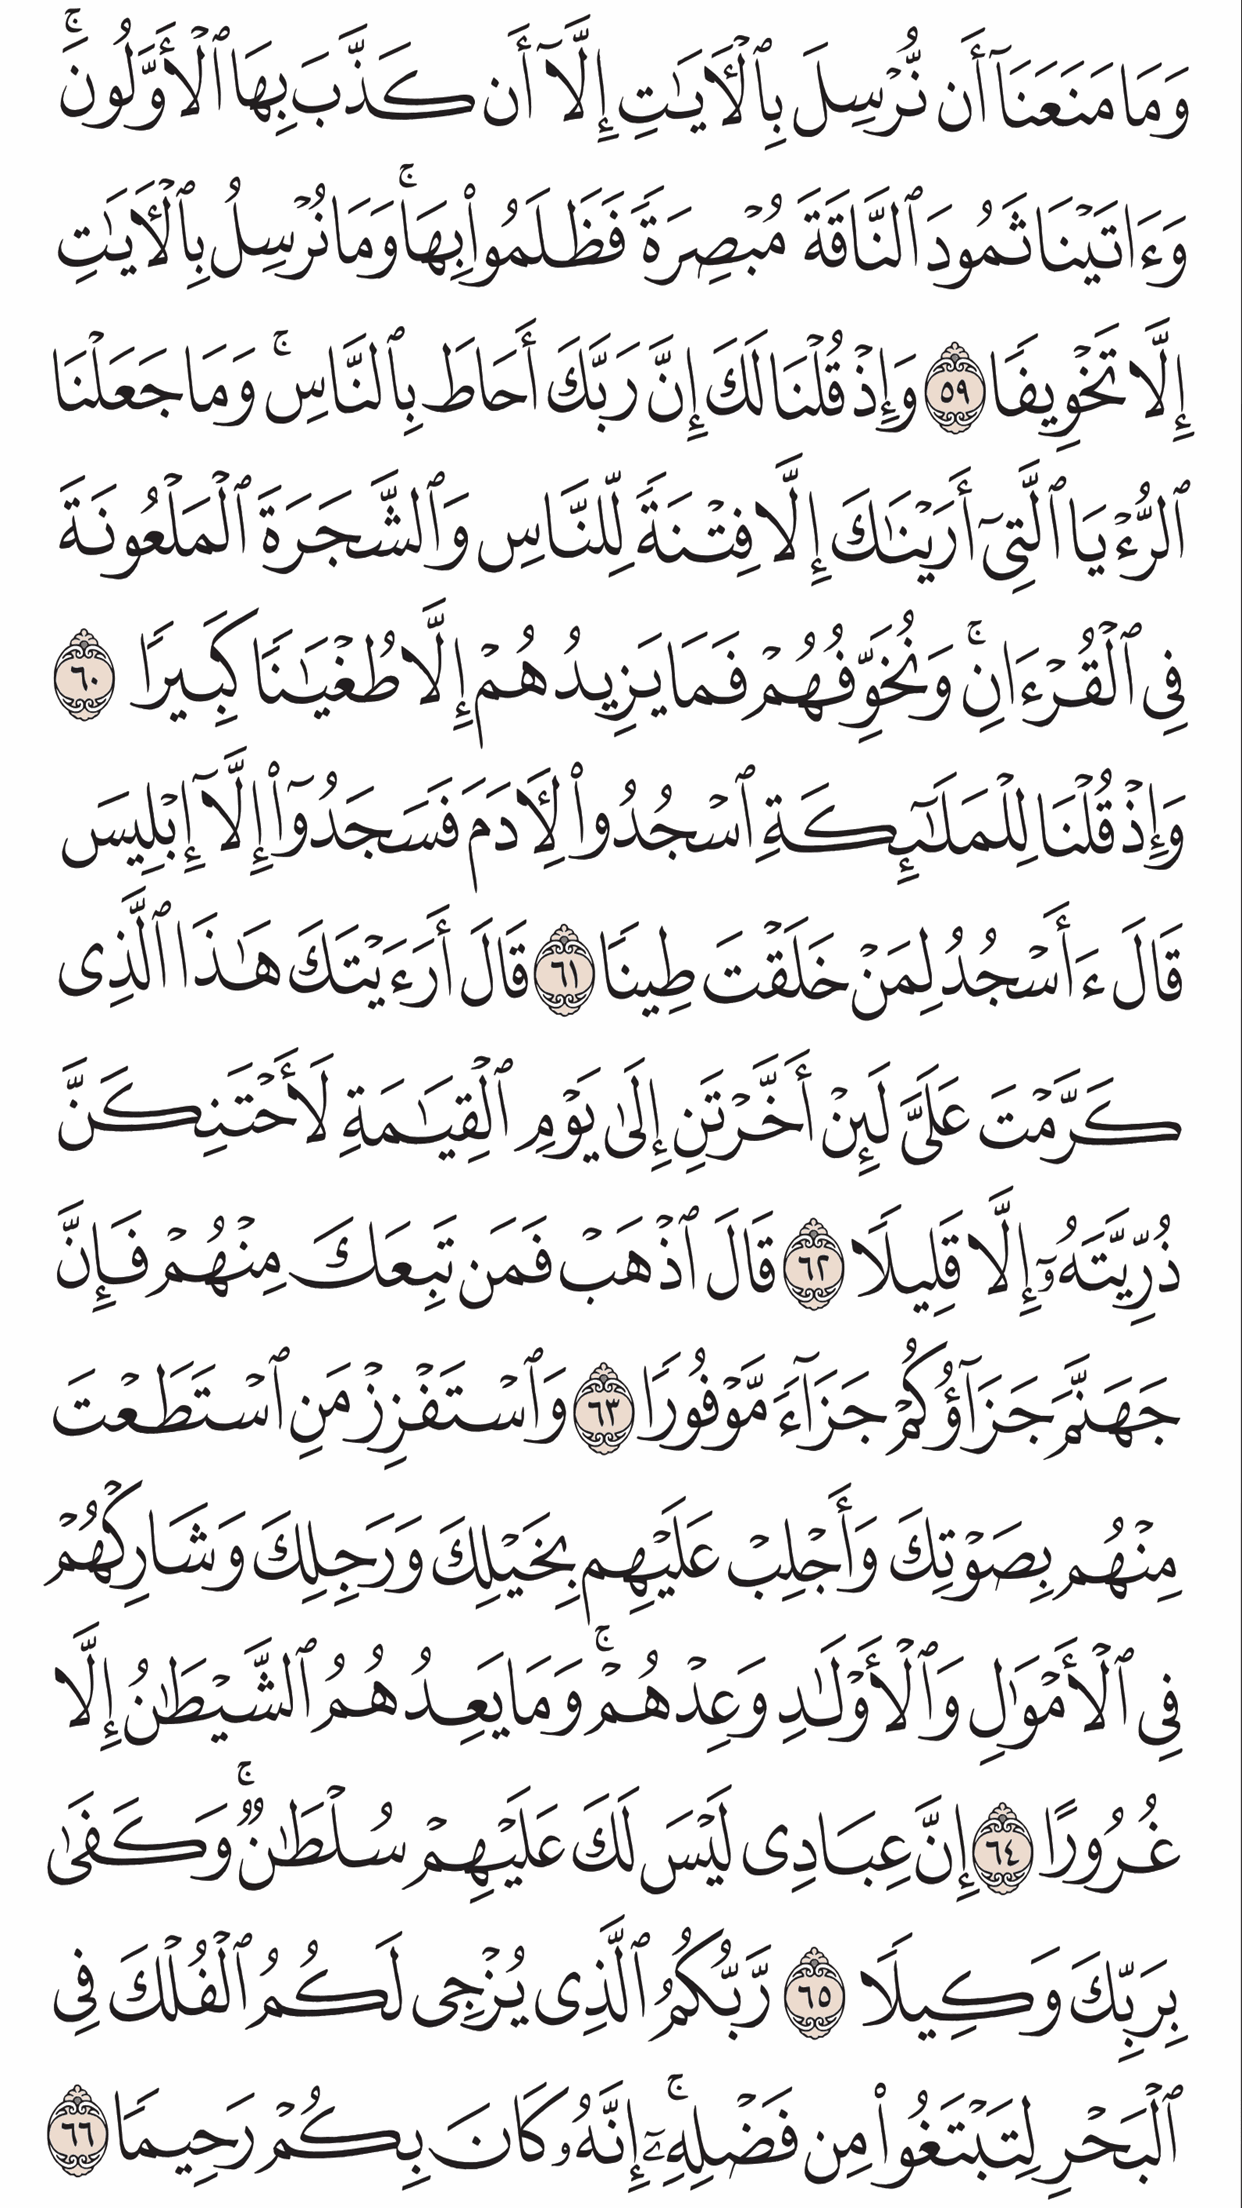 وَمَا مَنَعَنَآ أَن نُّرْسِلَ بِٱلْـَٔايَـٰتِ إِلَّآ أَن كَذَّبَ بِهَا ٱلْأَوَّلُونَ ۚ
وَءَاتَيْنَا ثَمُودَ ٱلنَّاقَةَ مُبْصِرَةً فَظَلَمُوا۟ بِهَا ۚ وَمَا نُرْسِلُ بِٱلْـَٔايَـٰتِ
إِلَّا تَخْوِيفًا ٥٩ وَإِذْ قُلْنَا لَكَ إِنَّ رَبَّكَ أَحَاطَ بِٱلنَّاسِ ۚ وَمَا جَعَلْنَا
ٱلرُّءْيَا ٱلَّتِىٓ أَرَيْنَـٰكَ إِلَّا فِتْنَةً لِّلنَّاسِ وَٱلشَّجَرَةَ ٱلْمَلْعُونَةَ
فِى ٱلْقُرْءَانِ ۚ وَنُخَوِّفُهُمْ فَمَا يَزِيدُهُمْ إِلَّا طُغْيَـٰنًا كَبِيرًا ٦٠
وَإِذْ قُلْنَا لِلْمَلَـٰٓئِكَةِ ٱسْجُدُوا۟ لِـَٔادَمَ فَسَجَدُوٓا۟ إِلَّآ إِبْلِيسَ
قَالَ ءَأَسْجُدُ لِمَنْ خَلَقْتَ طِينًا ٦١ قَالَ أَرَءَيْتَكَ هَـٰذَا ٱلَّذِى
كَرَّمْتَ عَلَىَّ لَئِنْ أَخَّرْتَنِ إِلَىٰ يَوْمِ ٱلْقِيَـٰمَةِ لَأَحْتَنِكَنَّ
ذُرِّيَّتَهُۥٓ إِلَّا قَلِيلًا ٦٢ قَالَ ٱذْهَبْ فَمَن تَبِعَكَ مِنْهُمْ فَإِنَّ
جَهَنَّمَ جَزَآؤُكُمْ جَزَآءً مَّوْفُورًا ٦٣ وَٱسْتَفْزِزْ مَنِ ٱسْتَطَعْتَ
مِنْهُم بِصَوْتِكَ وَأَجْلِبْ عَلَيْهِم بِخَيْلِكَ وَرَجِلِكَ وَشَارِكْهُمْ
فِى ٱلْأَمْوَٰلِ وَٱلْأَوْلَـٰدِ وَعِدْهُمْ ۚ وَمَا يَعِدُهُمُ ٱلشَّيْطَـٰنُ إِلَّا
غُرُورًا ٦٤ إِنَّ عِبَادِى لَيْسَ لَكَ عَلَيْهِمْ سُلْطَـٰنٌ ۚ وَكَفَىٰ
بِرَبِّكَ وَكِيلًا ٦٥ رَّبُّكُمُ ٱلَّذِى يُزْجِى لَكُمُ ٱلْفُلْكَ فِى
ٱلْبَحْرِ لِتَبْتَغُوا۟ مِن فَضْلِهِۦٓ ۚ إِنَّهُۥ كَانَ بِكُمْ رَحِيمًا ٦٦